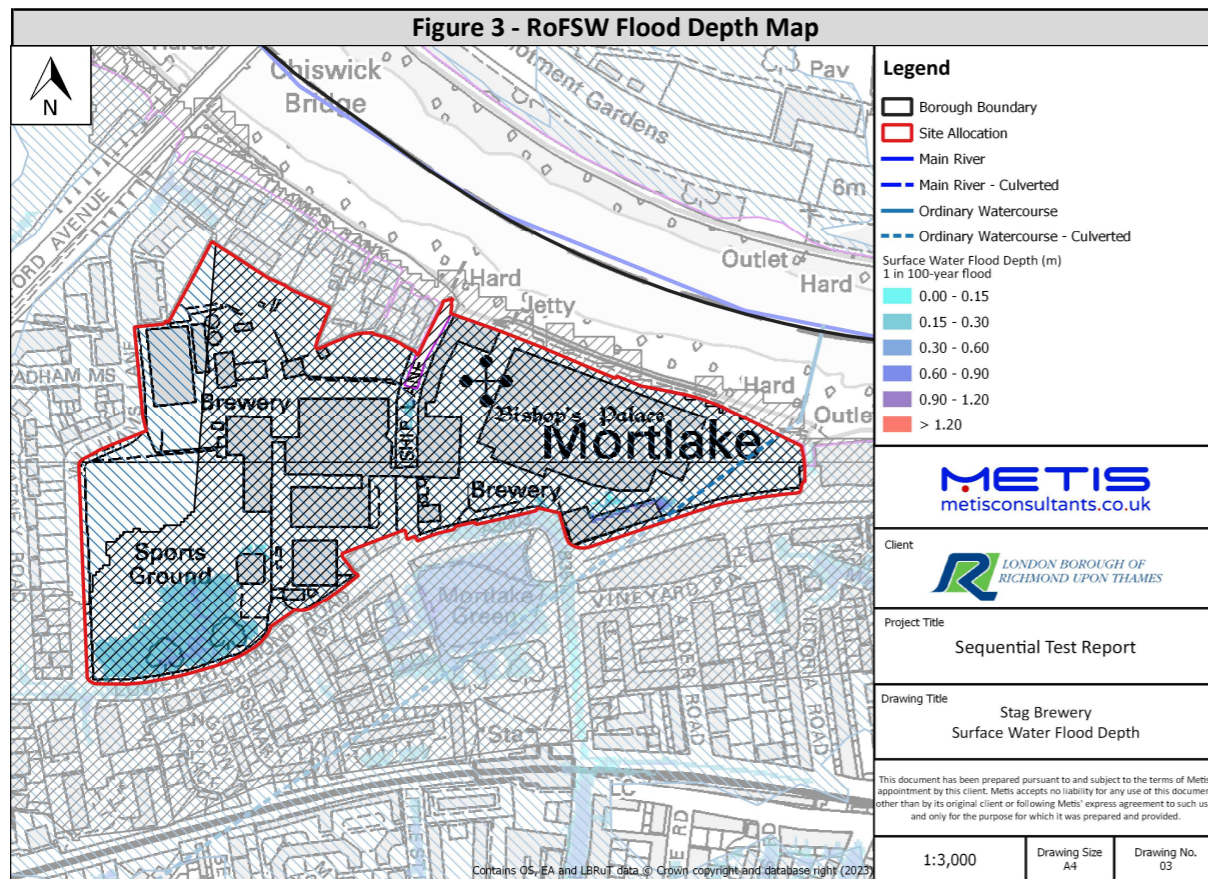 Figure 3 - RoFSW Flood Depth Map
N
Chiswick
Bridge
Pav
6m
Outlet
Hard
Hard
Jetty
Hard
Outlet
ADHAM MS
Brewery
SHIP LANE
Bishop's Palace
Mortlake
Brewery
Sports
Ground
Mortlake
Green
VINEYARD PATH
ROAD
ROAD
ROAD
Sta
LC
Contains OS, EA and LBRuT data © Crown copyright and database right (2023)
Legend
Borough Boundary
Site Allocation
Main River
Main River - Culverted
Ordinary Watercourse
Ordinary Watercourse - Culverted
Surface Water Flood Depth (m)
1 in 100-year flood
0.00 - 0.15
0.15 - 0.30
0.30 - 0.60
0.60 - 0.90
0.90 - 1.20
> 1.20
METIS
metisconsultants.co.uk
Client
LONDON BOROUGH OF
RICHMOND UPON THAMES
Project Title
Sequential Test Report
Drawing Title
Stag Brewery
Surface Water Flood Depth
This document has been prepared pursuant to and subject to the terms of Metis
appointment by this client. Metis accepts no liability for any use of this documen
other than by its original client or following Metis' express agreement to such us
and only for the purpose for which it was prepared and provided.
1:3,000
Drawing Size
A4
Drawing No.
03